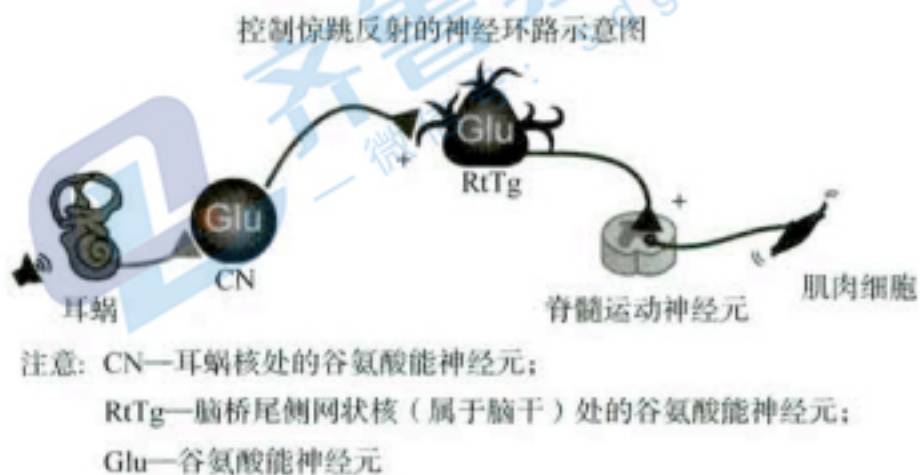 控制惊跳反射的神经环路示意图
Glu
RtTg
Glu
CN
耳蜗
脊髓运动神经元
肌肉细胞
注意: CN—耳蜗核处的谷氨酸能神经元;
RtTg—脑桥尾侧网状核(属于脑干)处的谷氨酸能神经元;
Glu—谷氨酸能神经元